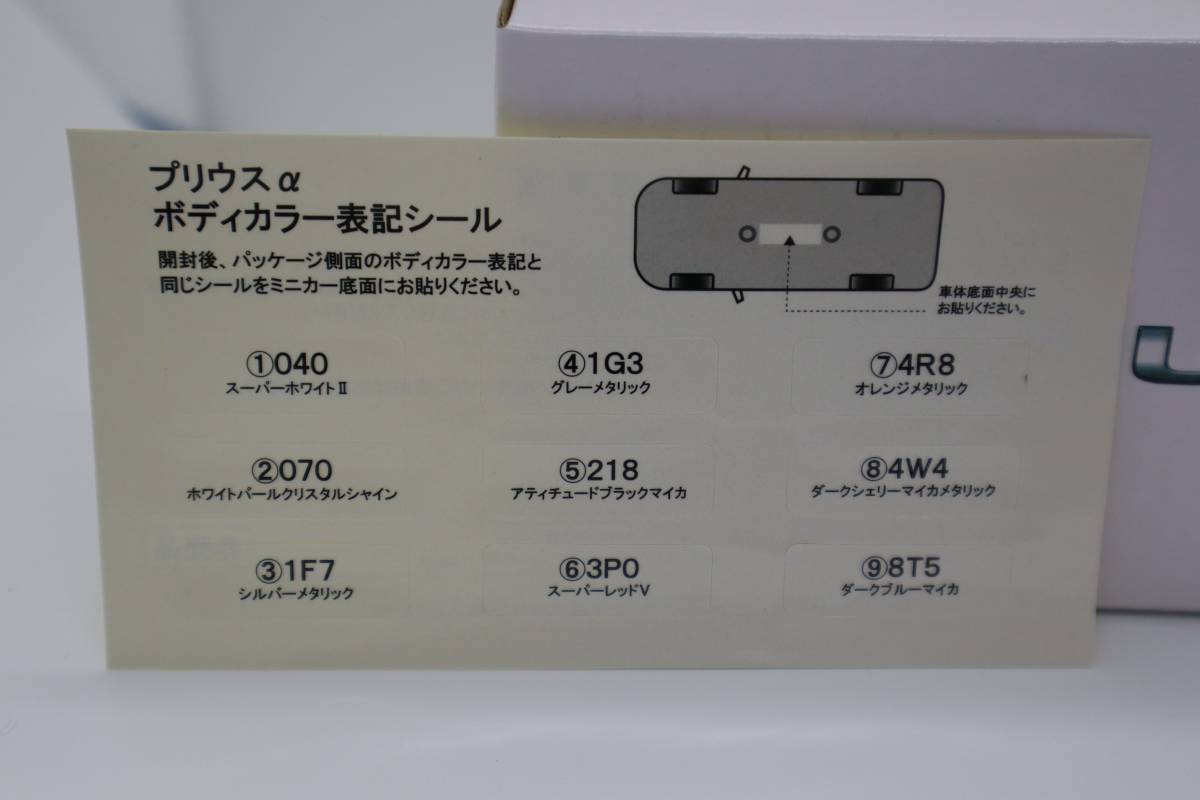 プリウスα
ボディカラー表記シール
開封後、パッケージ側面のボディカラー表記と
同じシールをミニカー底面にお貼りください。
車体底面中央に
お貼りください。
①040
スーパーホワイトⅡ
④1G3
グレーメタリック
⑦4R8
オレンジメタリック
②070
ホワイトパールクリスタルシャイン
⑤218
アティチュードブラックマイカ
⑧4W4
ダークシェリーマイカメタリック
③1F7
シルバーメタリック
⑥3P0
スーパーレッドV
⑨8T5
ダークブルーマイカ